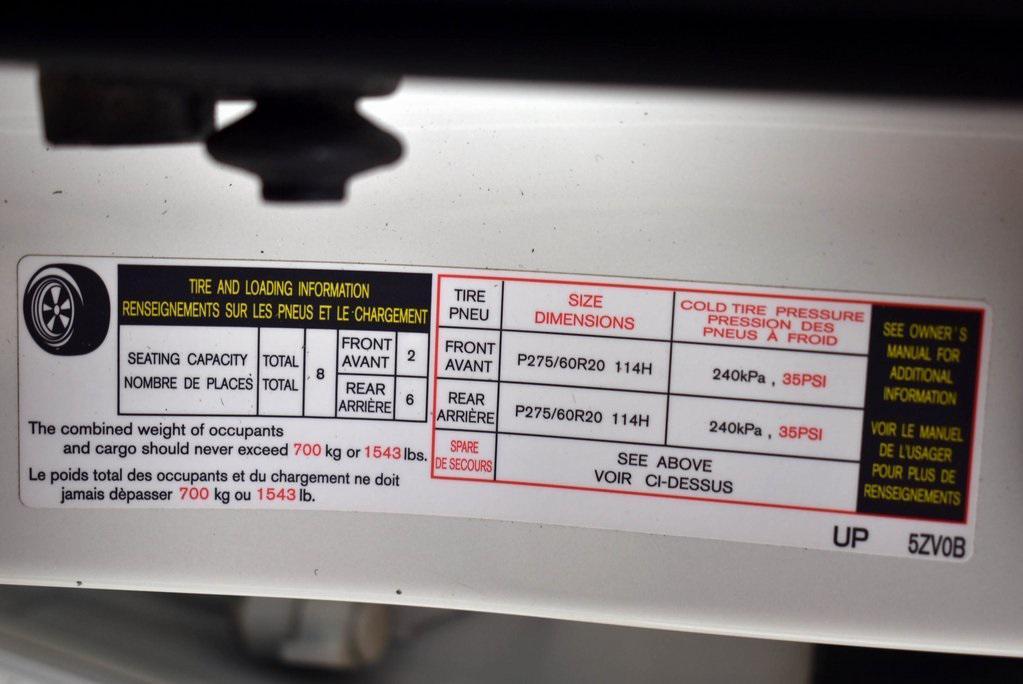 TIRE AND LOADING INFORMATION
RENSEIGNEMENTS SUR LES PNEUS ET LE CHARGEMENT
SEATING CAPACITY
NOMBRE DE PLACES
TOTAL
TOTAL
8
FRONT
AVANT
2
REAR
ARRIÈRE
6
The combined weight of occupants
and cargo should never exceed 700 kg or 1543 lbs.
Le poids total des occupants et du chargement ne doit
jamais dèpasser 700 kg ou 1543 lb.
TIRE
PNEU
SIZE
DIMENSIONS
COLD TIRE PRESSURE
PRESSION DES
PNEUS À FROID
FRONT
AVANT
P275/60R20 114H
240kPa , 35PSI
REAR
ARRIÈRE
P275/60R20 114H
240kPa , 35PSI
SPARE
DE SECOURS
SEE ABOVE
VOIR CI-DESSUS
SEE OWNER'S
MANUAL FOR
ADDITIONAL
INFORMATION
VOIR LE MANUEL
DE L'USAGER
POUR PLUS DE
RENSEIGNEMENTS
UP 5ZV0B